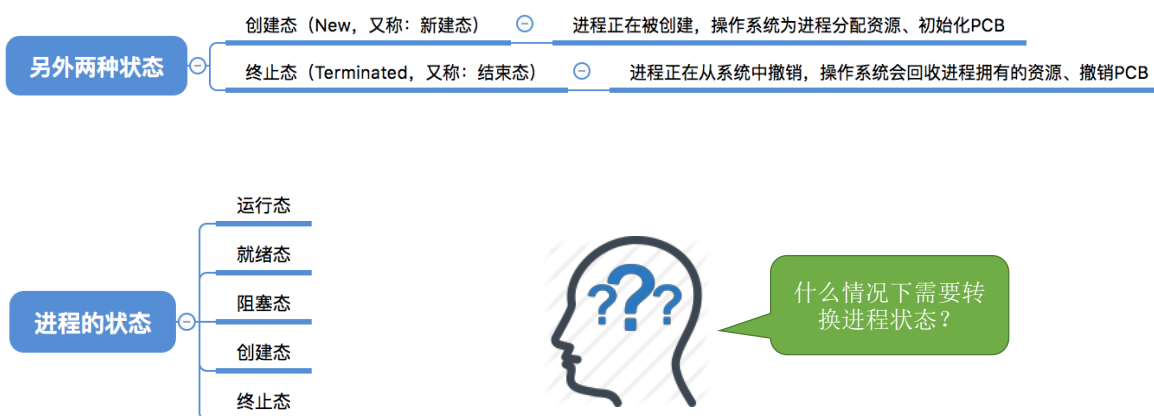 另外两种状态
创建态（New，又称：新建态）
进程正在被创建，操作系统为进程分配资源、初始化PCB
终止态（Terminated，又称：结束态）
进程正在从系统中撤销，操作系统会回收进程拥有的资源、撤销PCB
进程的状态
运行态
就绪态
阻塞态
创建态
终止态
???
什么情况下需要转
换进程状态？